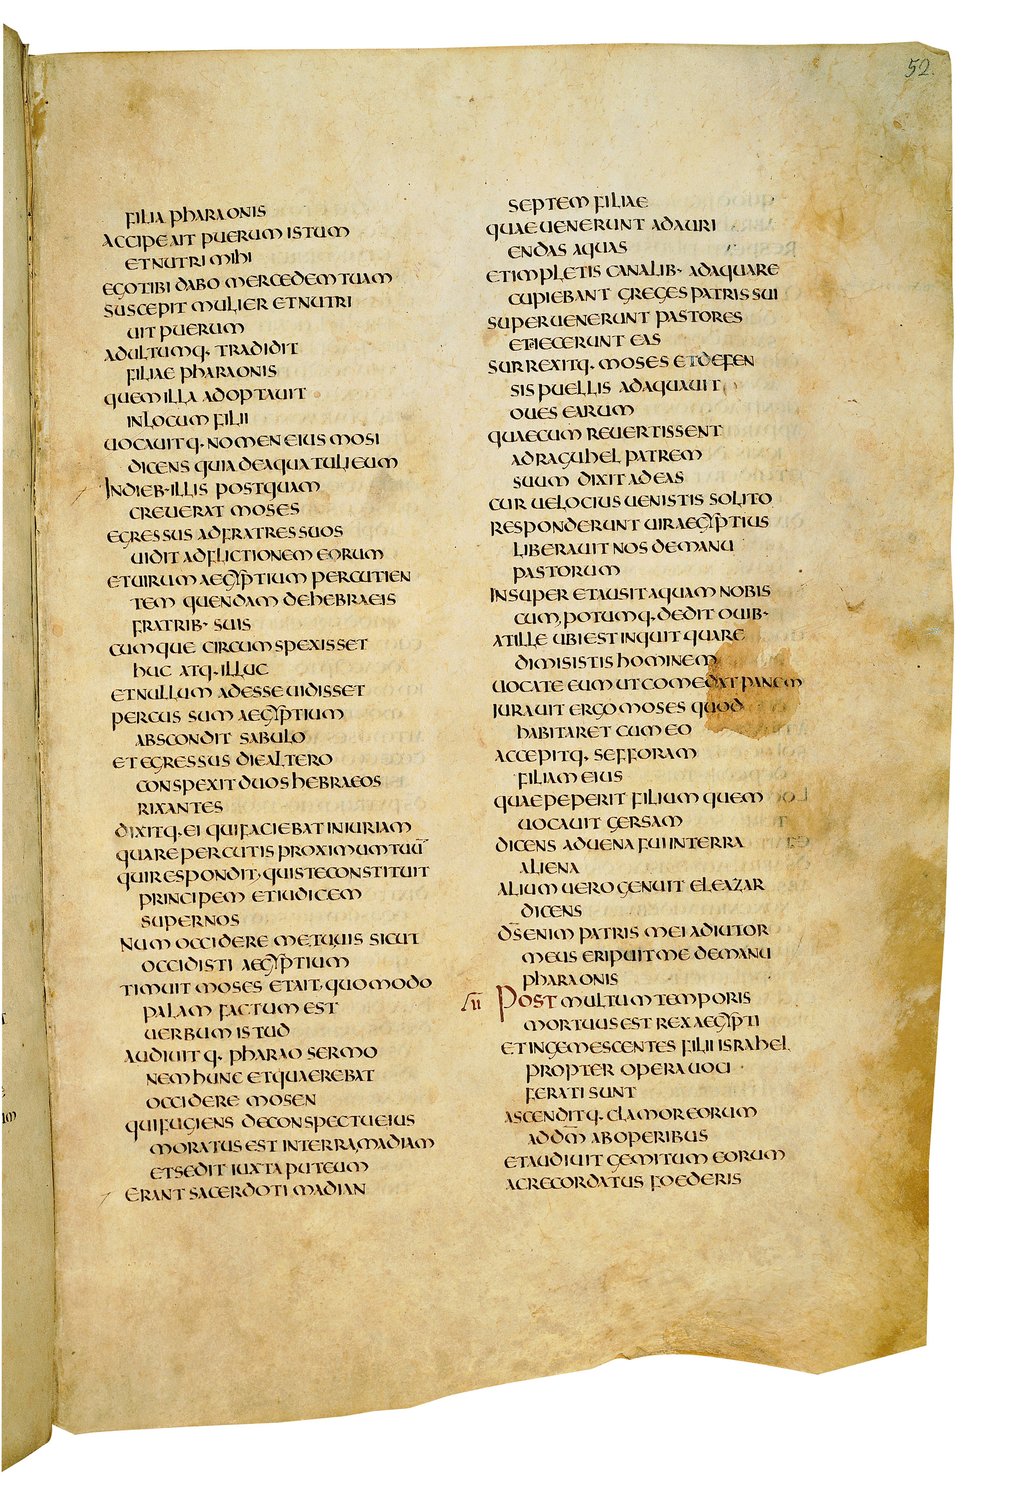 52.
FILIA PHARAONIS
ACCIPE AIT PUERUM ISTUM
ET NUTRI MIHI
EGO TIBI DABO MERCEDEM TUAM
SUSCEPIT MULIER ET NUTRI
UIT PUERUM
ADULTUMQ· TRADIDIT
FILIAE PHARAONIS
QUEM ILLA ADOPTAUIT
IN LOCUM FILII
UOCAUITQ· NOMEN EIUS MOSI
DICENS QUIA DE AQUA TULI EUM
IN DIEB· ILLIS POSTQUAM
CREUERAT MOSES
EGRESSUS AD FRATRES SUOS
UIDIT ADFLICTIONEM EORUM
ET UIRUM AEGYPTIUM PERCUTIEN
TEM QUENDAM DE HEBRAEIS
FRATRIB· SUIS
CUMQUE CIRCUMSPEXISSET
HUC ATQ· ILLUC
ET NULLUM ADESSE UIDISSET
PERCUSSUM AEGYPTIUM
ABSCONDIT SABULO
ET EGRESSUS DIE ALTERO
CONSPEXIT DUOS HEBRAEOS
RIXANTES
DIXITQ· EI QUI FACIEBAT INIURIAM
QUARE PERCUTIS PROXIMUM TUŪ
QUI RESPONDIT· QUIS TE CONSTITUIT
PRINCIPEM ET IUDICEM
SUPER NOS
NUM OCCIDERE ME TU UIS SICUT
OCCIDISTI AEGYPTIUM
TIMUIT MOSES ET AIT· QUOMODO
PALAM FACTUM EST
UERBUM ISTUD
AUDIUITQ· PHARAO SERMO
NEM HUNC ET QUAEREBAT
OCCIDERE MOSEN
QUI FUGIENS DE CONSPECTU EIUS
MORATUS EST IN TERRA MADIAM
ET SEDIT IUXTA PUTEUM
ERANT SACERDOTI MADIAN
SEPTEM FILIAE
QUAE UENERUNT AD AURI
ENDAS AQUAS
ET IMPLETIS CANALIB· ADAQUARE
CUPIEBANT GREGES PATRIS SUI
SUPERUENERUNT PASTORES
ET EIECERUNT EAS
SURREXITQ· MOSES ET DEFEN
SIS PUELLIS ADAQUAUIT
OUES EARUM
QUAE CUM REUERTISSENT
AD RAGUHEL PATREM
SUUM DIXIT AD EAS
CUR UELOCIUS UENISTIS SOLITO
RESPONDERUNT UIR AEGYPTIUS
LIBERAUIT NOS DE MANU
PASTORUM
INSUPER ET AUSIT AQUAM NOBIS
CUM, POTUMQ· DEDIT OUIB·
AT ILLE UBI EST INQUIT QUARE
DIMISISTIS HOMINEM
UOCATE EUM UT COMEDAT PANEM
IURAUIT ERGO MOSES QUOD
HABITARET CUM EO
ACCEPITQ· SEFFORAM
FILIAM EIUS
QUAE PEPERIT FILIUM QUEM
UOCAUIT GERSAM
DICENS ADUENA FUI IN TERRA
ALIENA
ALIUM UERO GENUIT ELEAZAR
DICENS
D̅S ENIM PATRIS MEI ADIUTOR
MEUS ERIPUIT ME DE MANU
PHARAONIS
III POST MULTUM TEMPORIS
MORTUUS EST REX AEGYPTI
ET INGEMESCENTES FILII ISRAHEL
PROPTER OPERA UOCI
FERATI SUNT
ASCENDITQ· CLAMOR EORUM
AD D̅M̅ AB OPERIBUS
ET AUDIUIT GEMITUM EORUM
AC RECORDATUS FOEDERIS